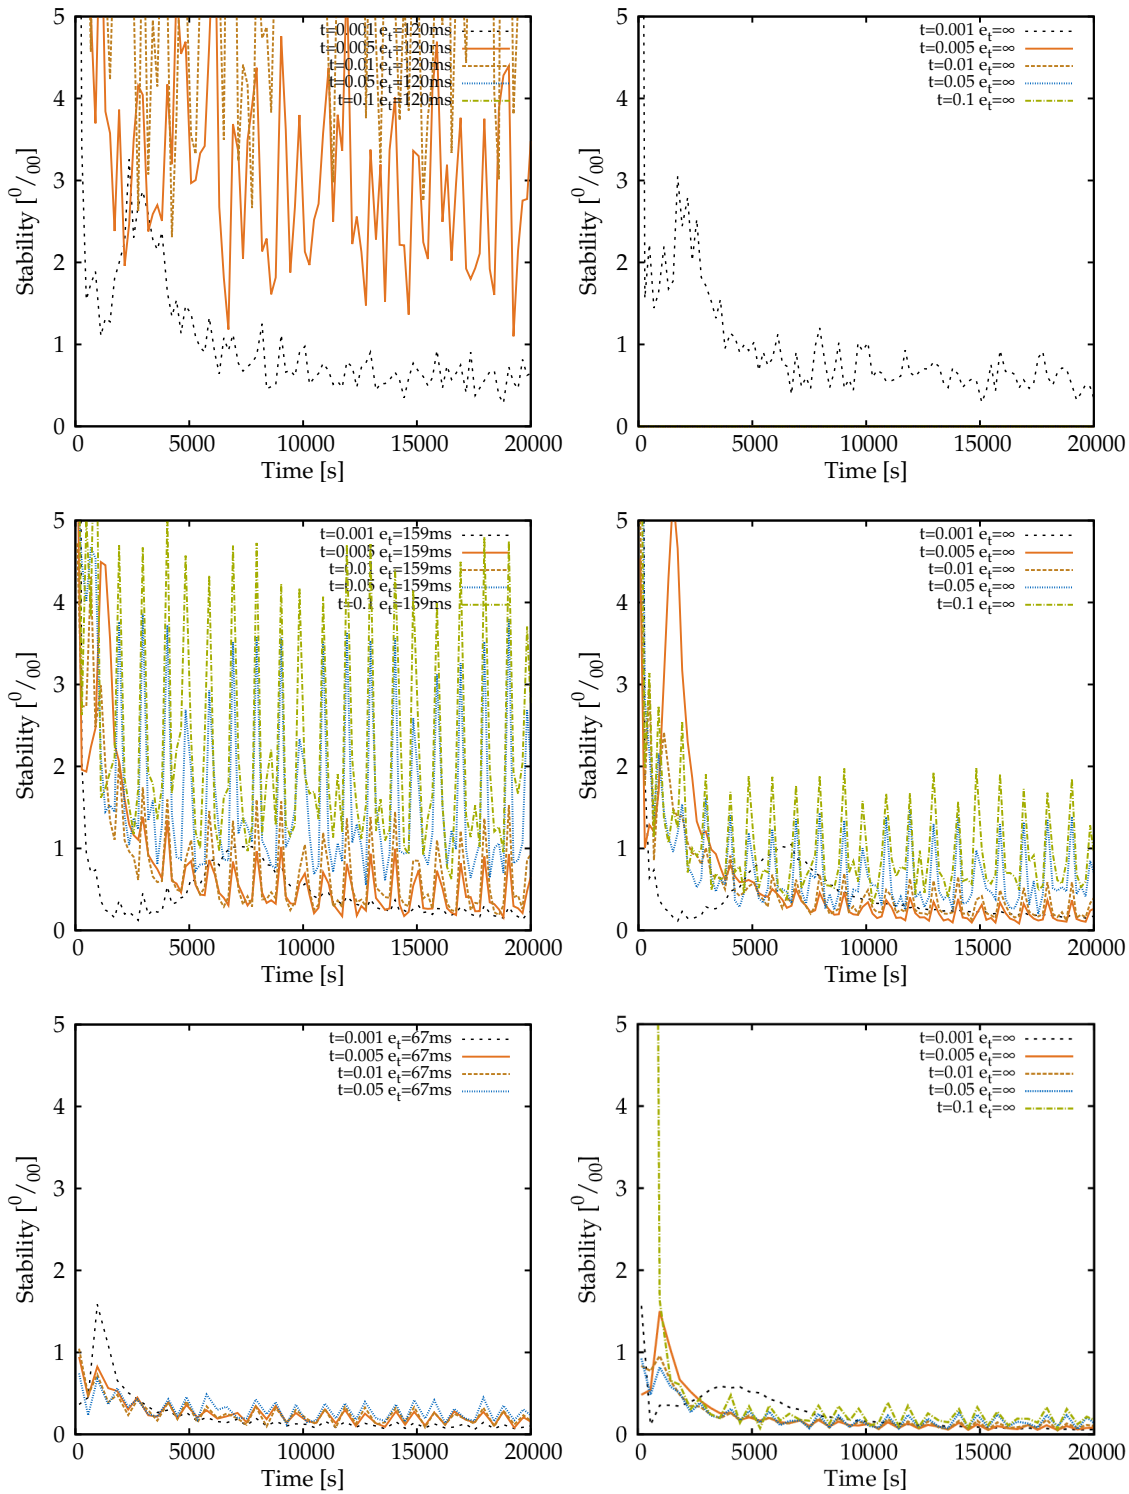 5
4
3
2
1
0
Stability [0/00]
0 5000 10000 15000 20000
Time [s]
t=0.001 et=120ms
t=0.005 et=120ms
t=0.01 et=120ms
t=0.05 et=120ms
t=0.1 et=120ms
5
4
3
2
1
0
Stability [0/00]
0 5000 10000 15000 20000
Time [s]
t=0.001 et=∞
t=0.005 et=∞
t=0.01 et=∞
t=0.05 et=∞
t=0.1 et=∞
5
4
3
2
1
0
Stability [0/00]
0 5000 10000 15000 20000
Time [s]
t=0.001 et=159ms
t=0.005 et=159ms
t=0.01 et=159ms
t=0.05 et=159ms
t=0.1 et=159ms
5
4
3
2
1
0
Stability [0/00]
0 5000 10000 15000 20000
Time [s]
t=0.001 et=∞
t=0.005 et=∞
t=0.01 et=∞
t=0.05 et=∞
t=0.1 et=∞
5
4
3
2
1
0
Stability [0/00]
0 5000 10000 15000 20000
Time [s]
t=0.001 et=67ms
t=0.005 et=67ms
t=0.01 et=67ms
t=0.05 et=67ms
5
4
3
2
1
0
Stability [0/00]
0 5000 10000 15000 20000
Time [s]
t=0.001 et=∞
t=0.005 et=∞
t=0.01 et=∞
t=0.05 et=∞
t=0.1 et=∞